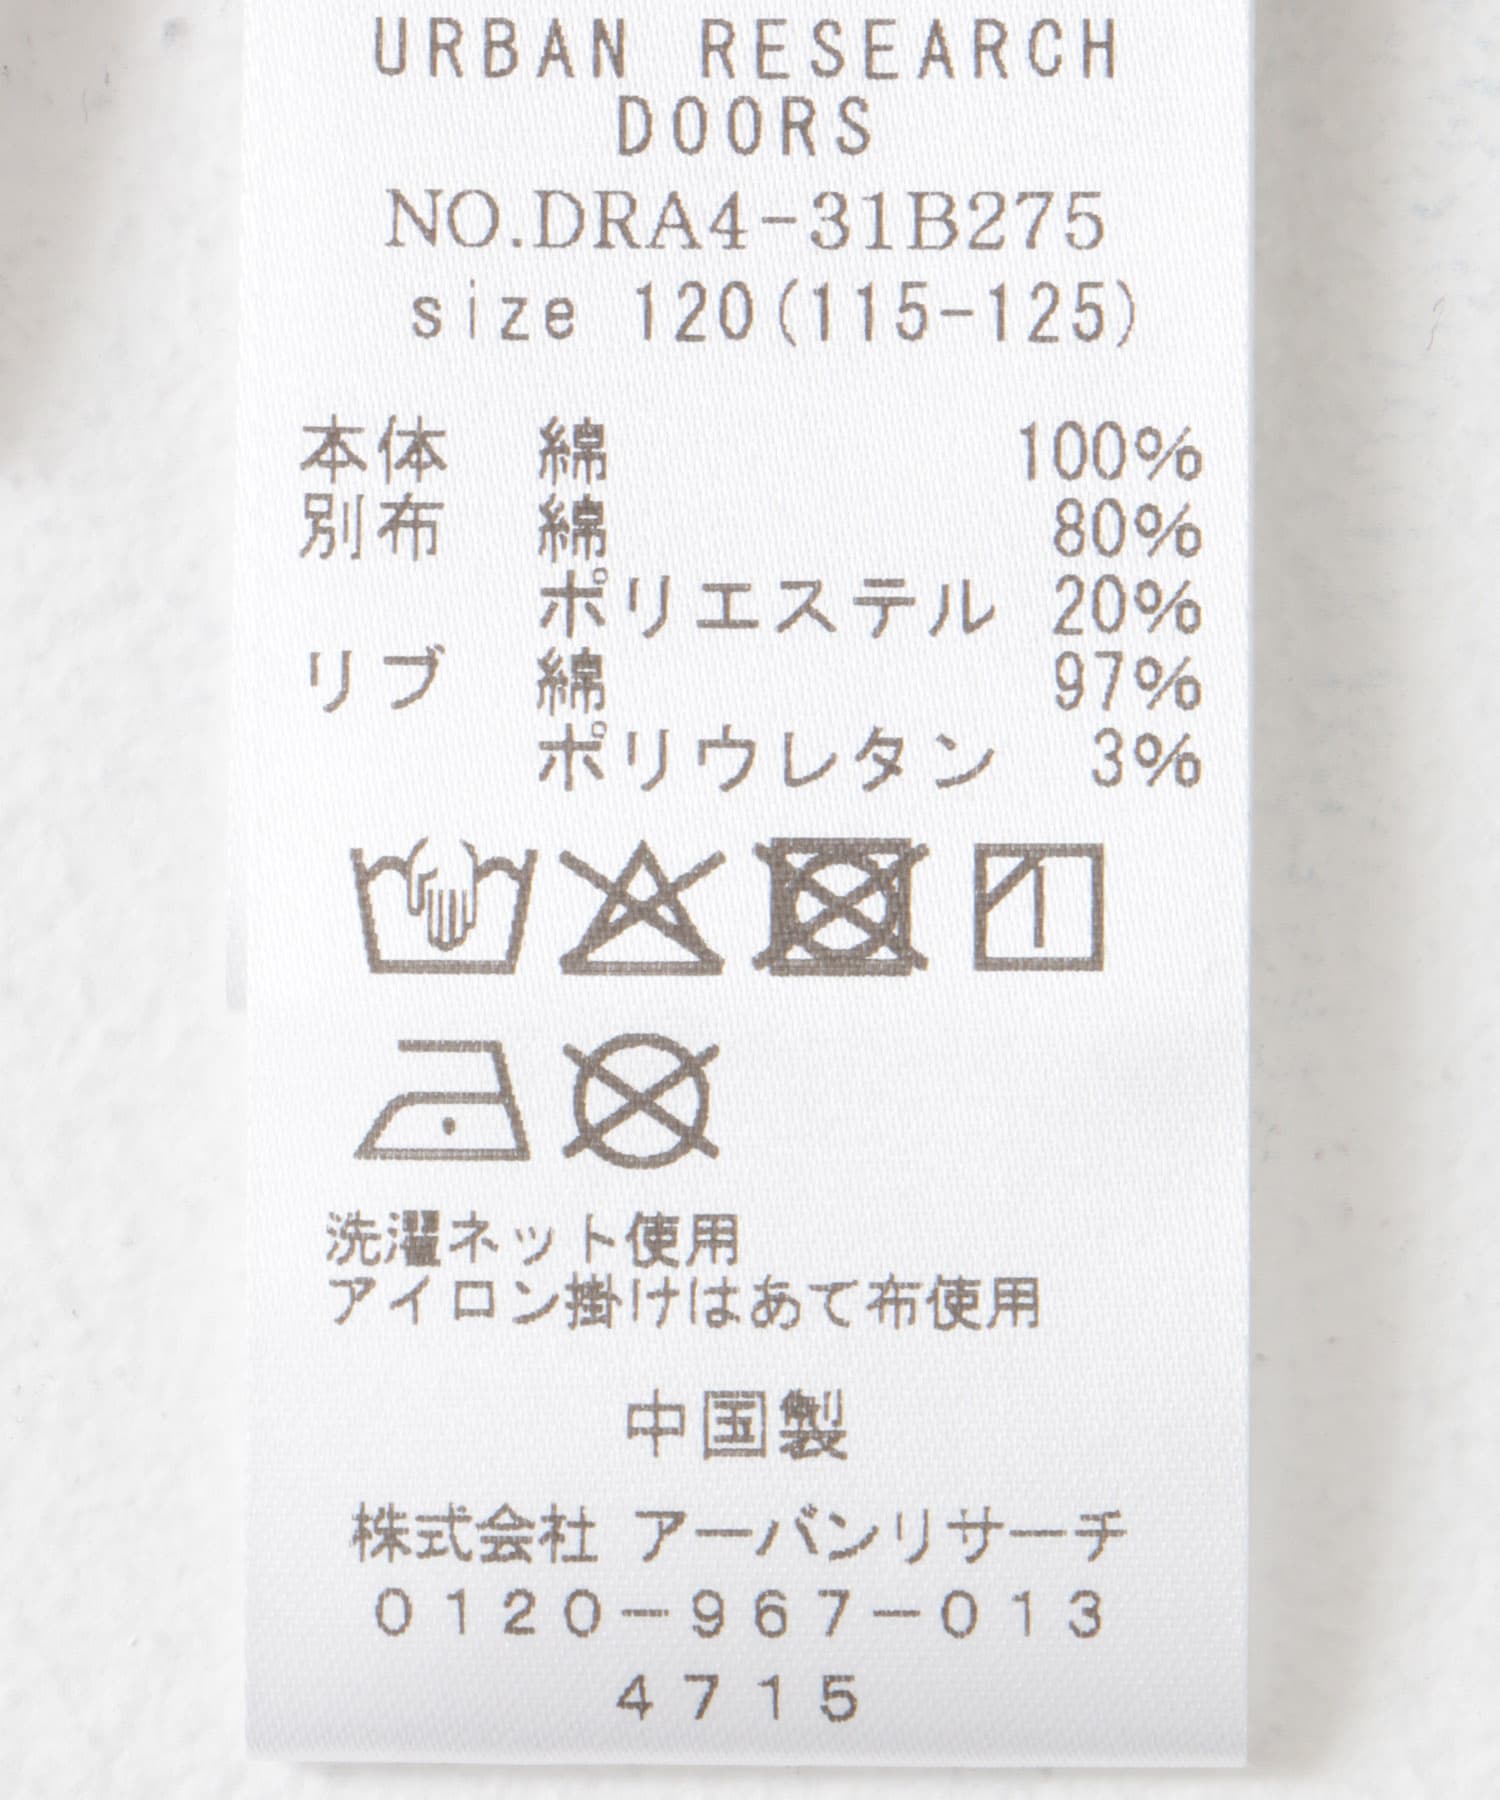 URBAN RESEARCH
DOORS
NO.DRA4-31B275
size 120(115-125)
本体 綿 100%
別布 綿 80%
ポリエステル 20%
リブ 綿 97%
ポリウレタン 3%
洗濯ネット使用
アイロン掛けはあて布使用
中国製
株式会社 アーバンリサーチ
0120-967-013
4715